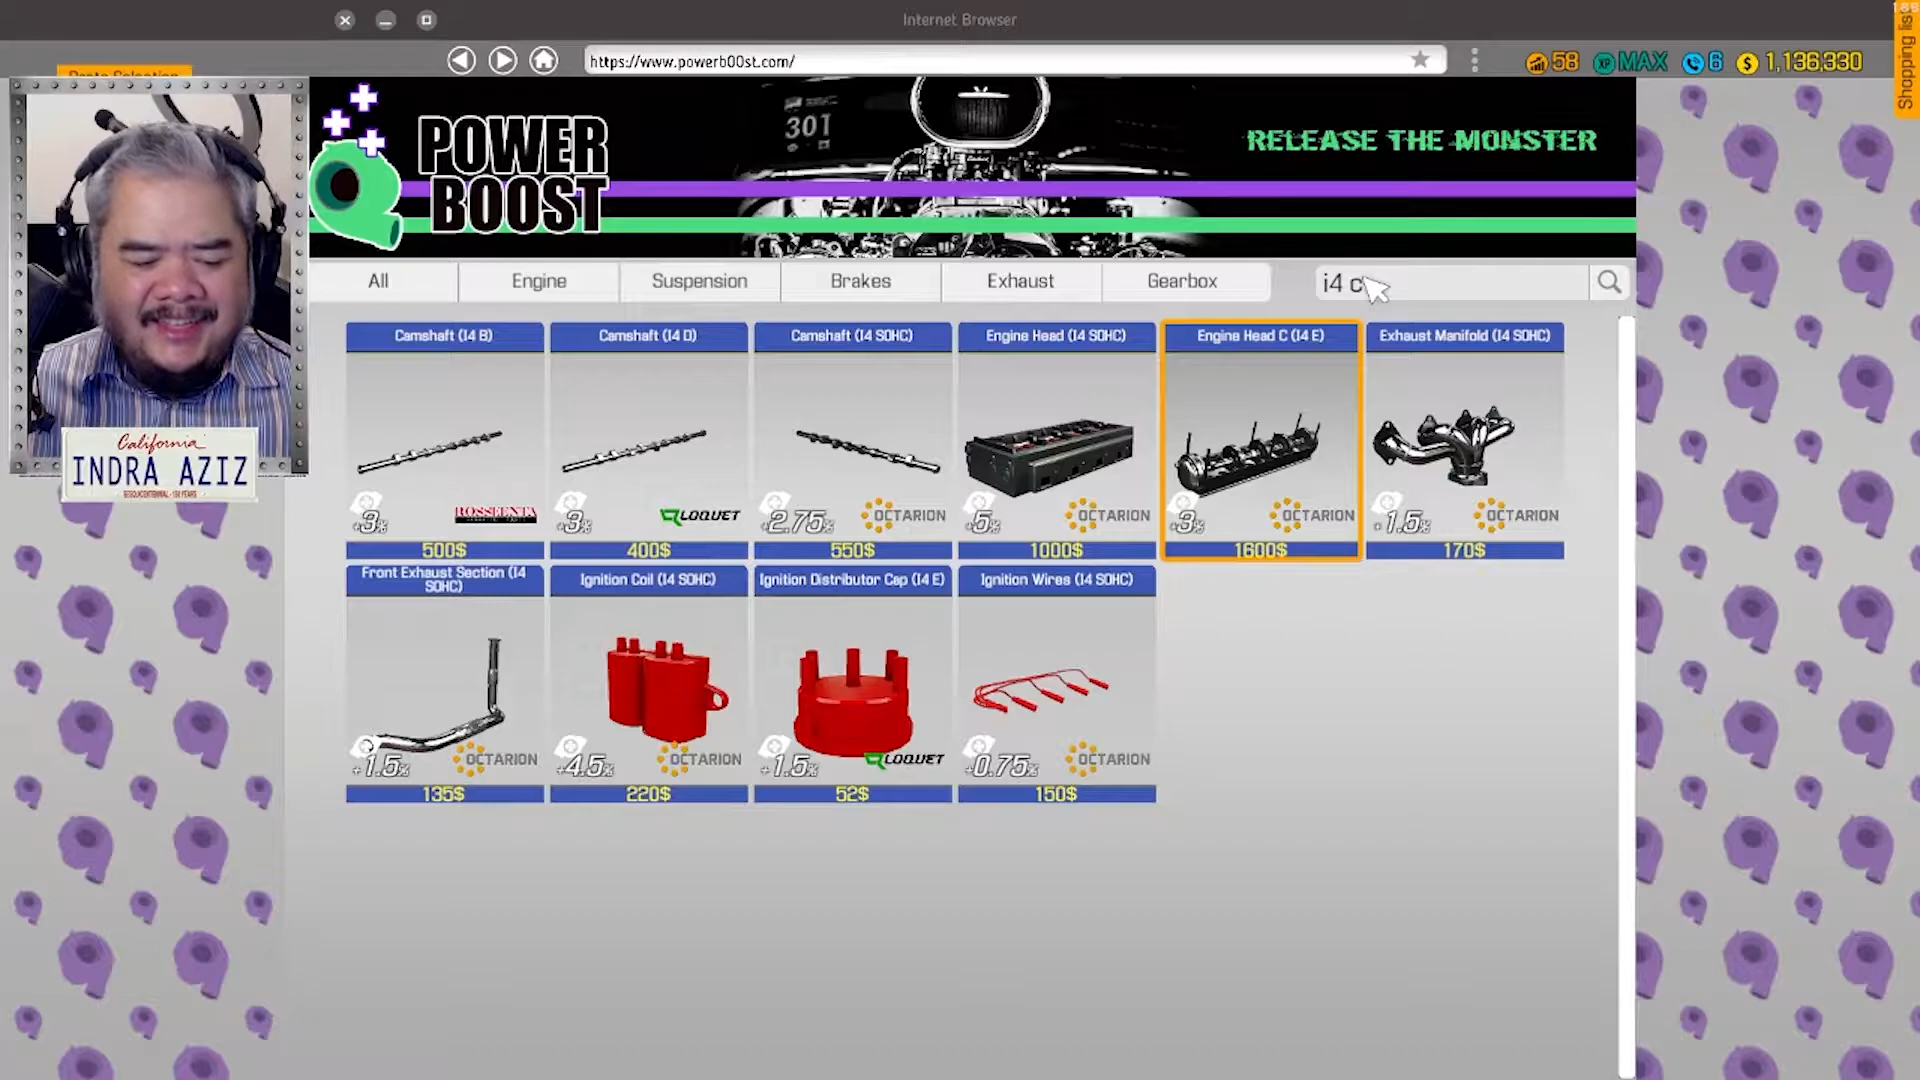 Internet Browser
https://www.powerb00st.com/
58
XP MAX
6
$ 1,136,330
Shopping list
301
POWER
BOOST
RELEASE THE MONSTER
All
Engine
Suspension
Brakes
Exhaust
Gearbox
i4 c
California
INDRA AZIZ
Camshaft (I4 B)
+3%
500$
Camshaft (I4 D)
+3%
LOQUET
400$
Camshaft (I4 SOHC)
+2.75%
OCTARION
550$
Engine Head (I4 SOHC)
+5%
OCTARION
1000$
Engine Head C (I4 E)
+3%
OCTARION
1600$
Exhaust Manifold (I4 SOHC)
+1.5%
OCTARION
170$
Front Exhaust Section (I4
SOHC)
+1.5%
OCTARION
135$
Ignition Coil (I4 SOHC)
+4.5%
OCTARION
220$
Ignition Distributor Cap (I4 E)
+1.5%
LOQUET
52$
Ignition Wires (I4 SOHC)
+0.75%
OCTARION
150$